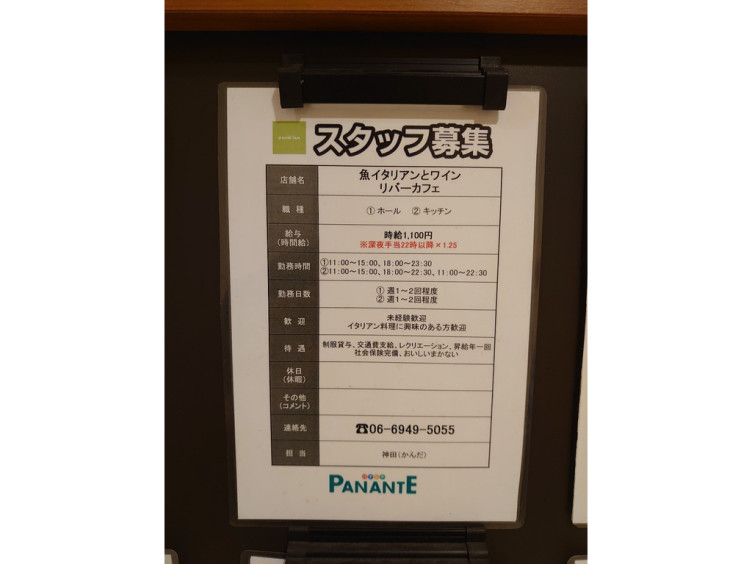 スタッフ募集
店舗名
魚イタリアンとワイン
リバーカフェ
職種
① ホール ② キッチン
給与
(時間給)
時給1,100円
※深夜手当22時以降×1.25
勤務時間
①11:00～15:00、18:00～23:30
②11:00～15:00、18:00～22:30、11:00～22:30
勤務日数
① 週1～2回程度
② 週1～2回程度
歓迎
未経験歓迎
イタリアン料理に興味のある方歓迎
待遇
制服貸与、交通費支給、レクリエーション、昇給年一回
社会保険完備、おいしいまかない
休日
(休暇)
その他
(コメント)
連絡先
☎06-6949-5055
担当
神田(かんだ)
PANANTE